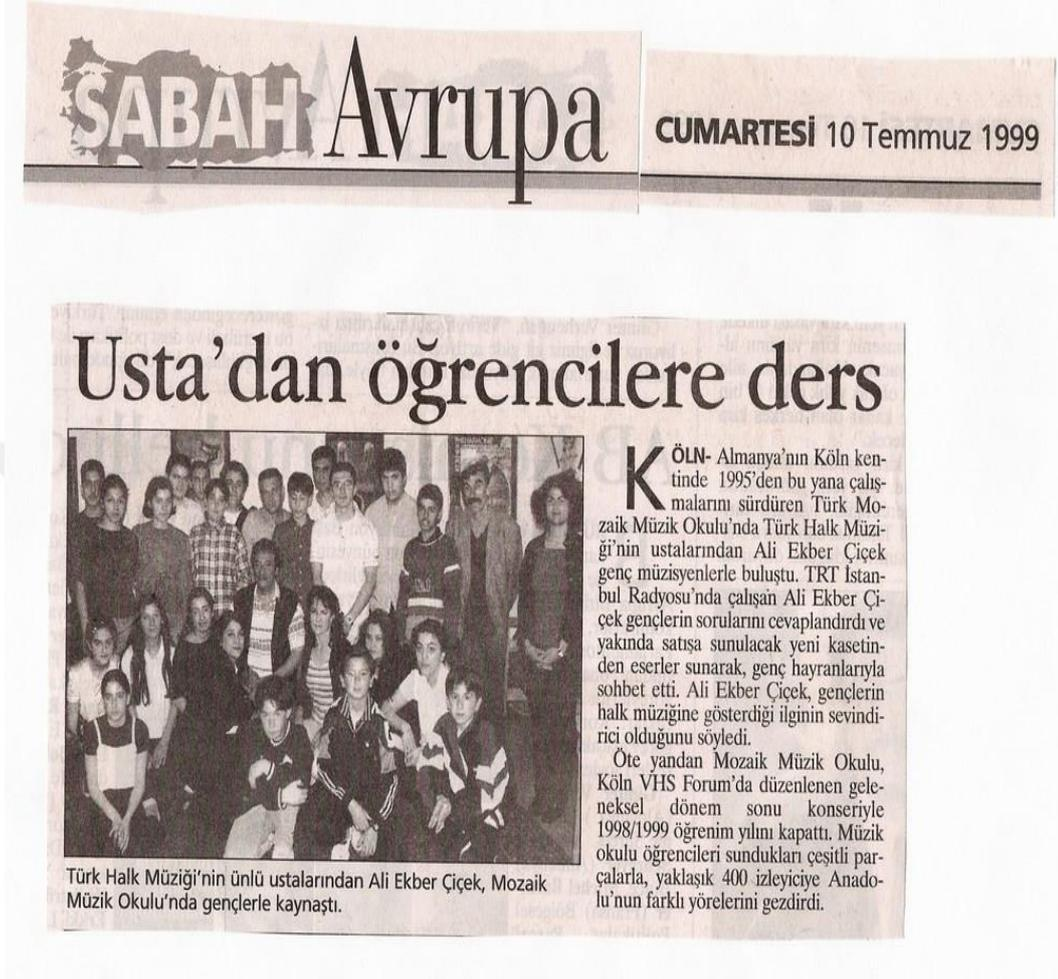 SABAH Avrupa
CUMARTESİ 10 Temmuz 1999
Usta'dan öğrencilere ders
KÖLN- Almanya'nın Köln ken-
tinde 1995'den bu yana çalış-
malarını sürdüren Türk Mo-
zaik Müzik Okulu'nda Türk Halk Müzi-
ği'nin ustalarından Ali Ekber Çiçek
genç müzisyenlerle buluştu. TRT İstan-
bul Radyosu'nda çalışan Ali Ekber Çi-
çek gençlerin sorularını cevaplandırdı ve
yakında satışa sunulacak yeni kasetin-
den eserler sunarak, genç hayranlarıyla
sohbet etti. Ali Ekber Çiçek, gençlerin
halk müziğine gösterdiği ilginin sevindi-
rici olduğunu söyledi.
Öte yandan Mozaik Müzik Okulu,
Köln VHS Forum'da düzenlenen gele-
neksel dönem sonu konseriyle
1998/1999 öğrenim yılını kapattı. Müzik
okulu öğrencileri sundukları çeşitli par-
çalarla, yaklaşık 400 izleyiciye Anado-
lu'nun farklı yörelerini gezdirdi.
Türk Halk Müziği'nin ünlü ustalarından Ali Ekber Çiçek, Mozaik
Müzik Okulu'nda gençlerle kaynaştı.